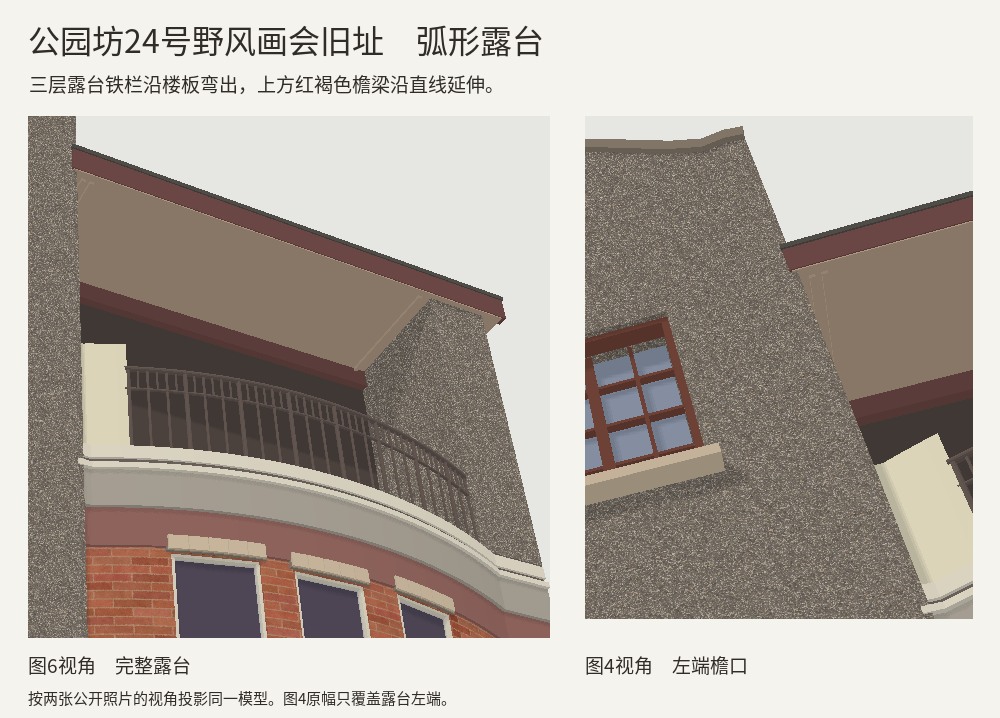 公园坊24号野风画会旧址　弧形露台
三层露台铁栏沿楼板弯出，上方红褐色檐梁沿直线延伸。
图6视角　完整露台
图4视角　左端檐口
按两张公开照片的视角投影同一模型。图4原幅只覆盖露台左端。